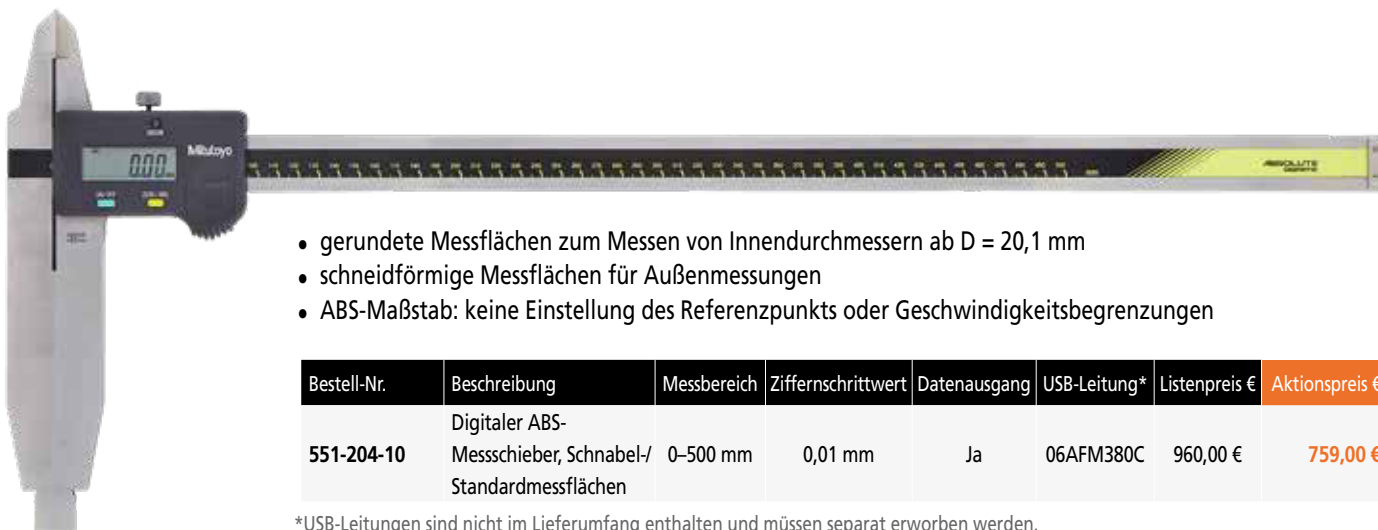 Mitutoyo
0.00
ABSOLUTE
• gerundete Messflächen zum Messen von Innendurchmessern ab D = 20,1 mm
• schneidförmige Messflächen für Außenmessungen
• ABS-Maßstab: keine Einstellung des Referenzpunkts oder Geschwindigkeitsbegrenzungen
Bestell-Nr. Beschreibung Messbereich Ziffernschrittwert Datenausgang USB-Leitung* Listenpreis € Aktionspreis €
Digitaler ABS-
551-204-10 Messschieber, Schnabel-/ 0–500 mm 0,01 mm Ja 06AFM380C 960,00 € 759,00 €
Standardmessflächen
*USB-Leitungen sind nicht im Lieferumfang enthalten und müssen separat erworben werden.